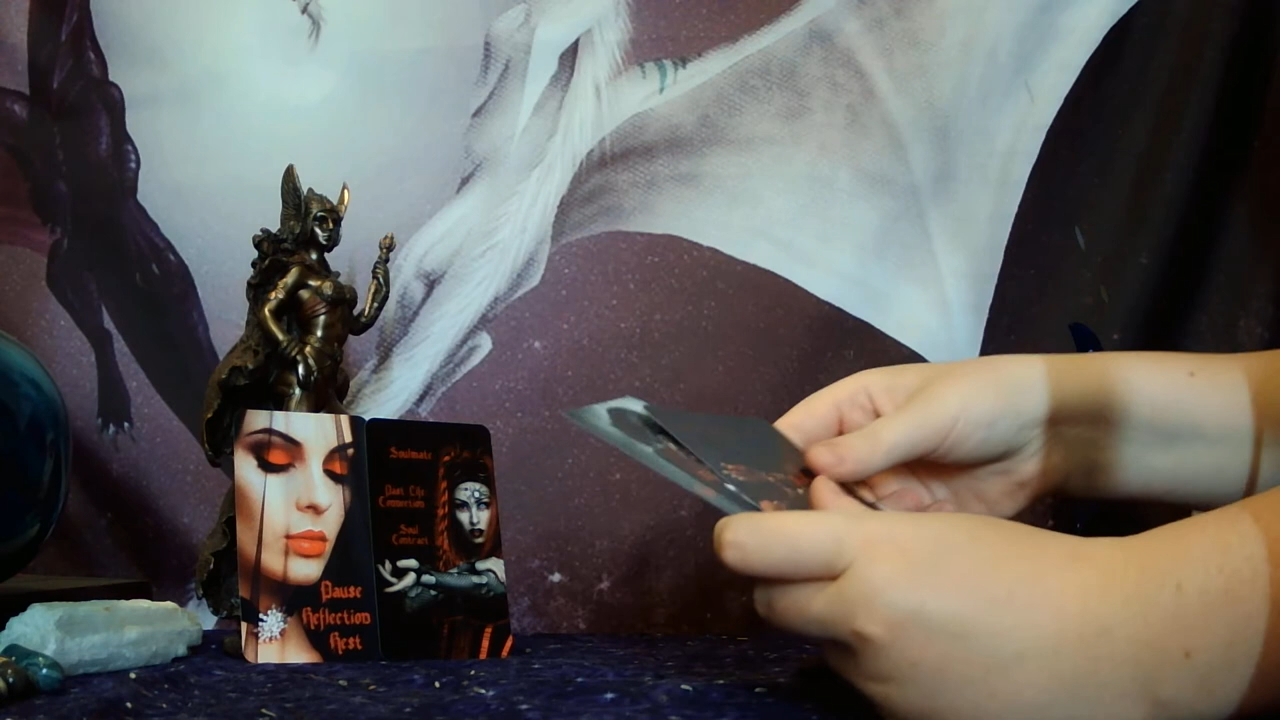 Pause
Reflection
Rest
Soulmate
Past Life
Connection
Soul
Contract